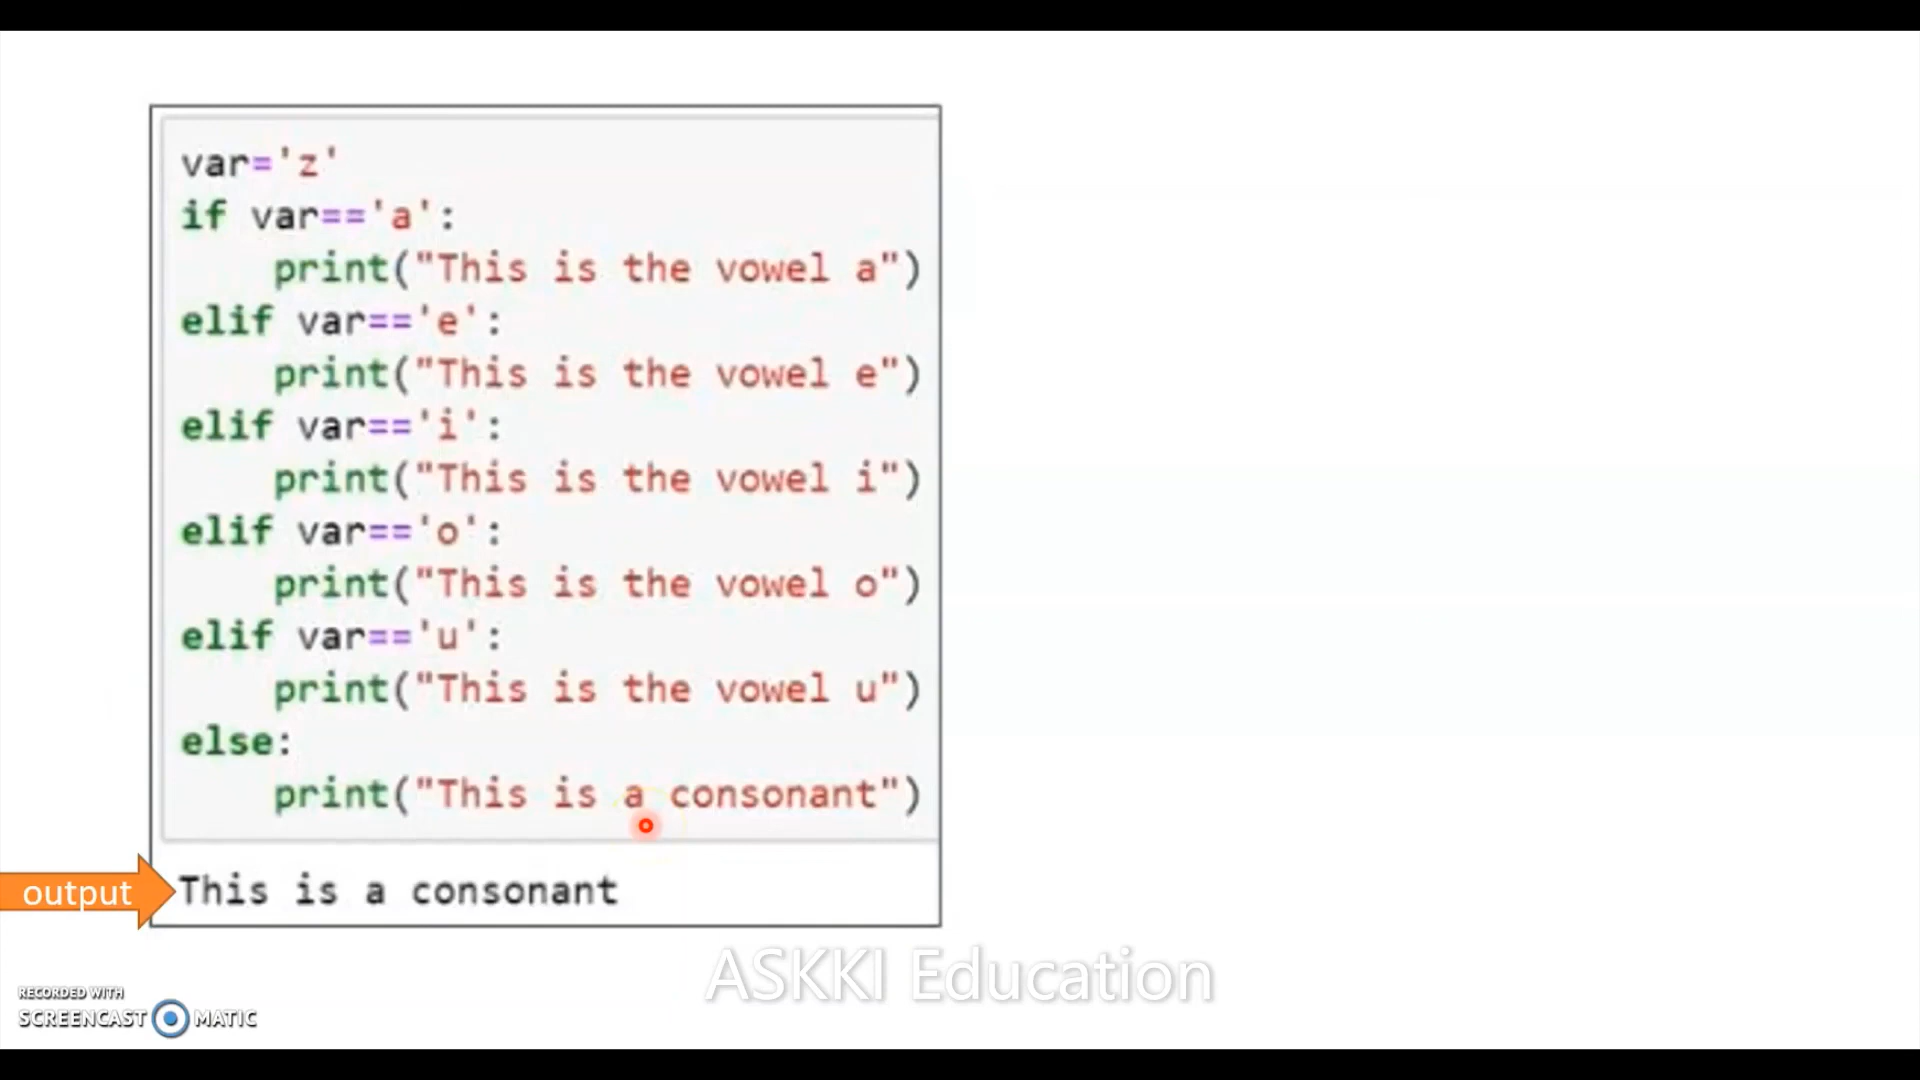 var='z'
if var=='a':
    print("This is the vowel a")
elif var=='e':
    print("This is the vowel e")
elif var=='i':
    print("This is the vowel i")
elif var=='o':
    print("This is the vowel o")
elif var=='u':
    print("This is the vowel u")
else:
    print("This is a consonant")
output
This is a consonant
ASKKI Education
RECORDED WITH
SCREENCAST MATIC